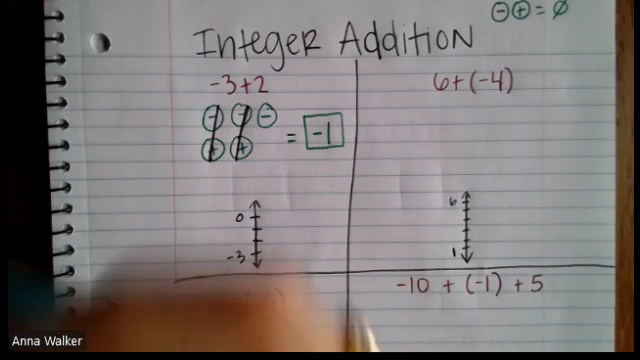 ⊖⊕ = ∅
Integer Addition
-3+2
6+(-4)
⊖ ⊖ ⊖
⊕ ⊕
= -1
0
-3
6
1
-10 + (-1) + 5
Anna Walker